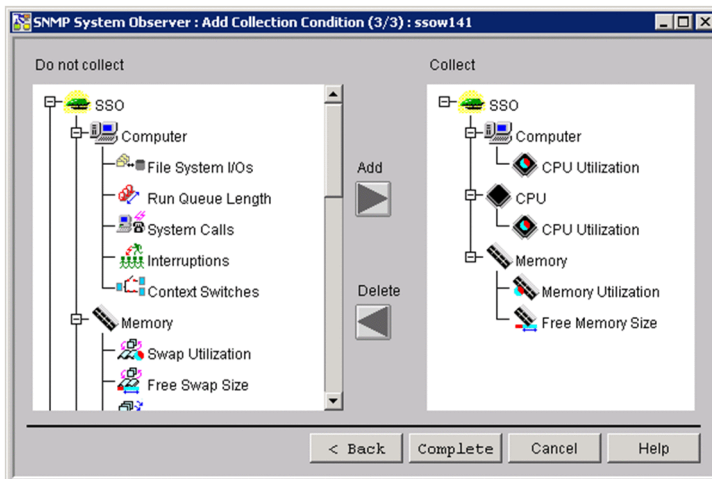 SNMP System Observer : Add Collection Condition (3/3) : ssow141
Do not collect
SSO
Computer
File System I/Os
Run Queue Length
System Calls
Interruptions
Context Switches
Memory
Swap Utilization
Free Swap Size
Add
Delete
Collect
SSO
Computer
CPU Utilization
CPU
CPU Utilization
Memory
Memory Utilization
Free Memory Size
< Back
Complete
Cancel
Help